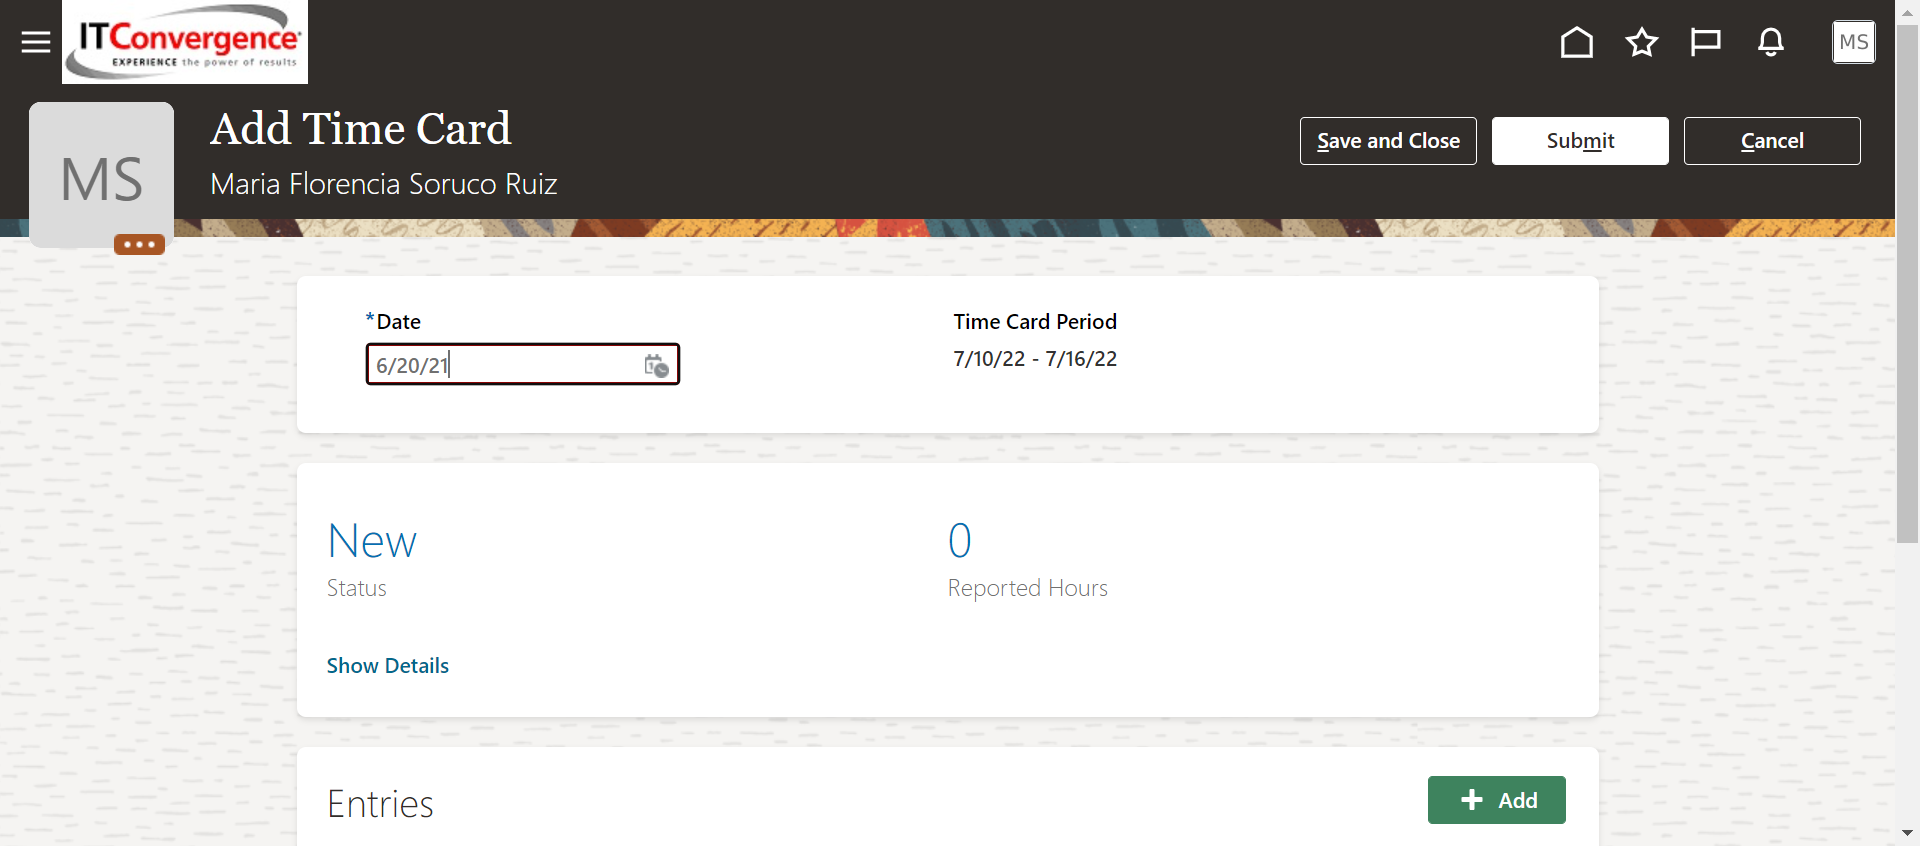 ITConvergence
EXPERIENCE the power of results
MS
MS
Add Time Card
Maria Florencia Soruco Ruiz
Save and Close
Submit
Cancel
*Date
6/20/21
Time Card Period
7/10/22 - 7/16/22
New
Status
0
Reported Hours
Show Details
Entries
Add